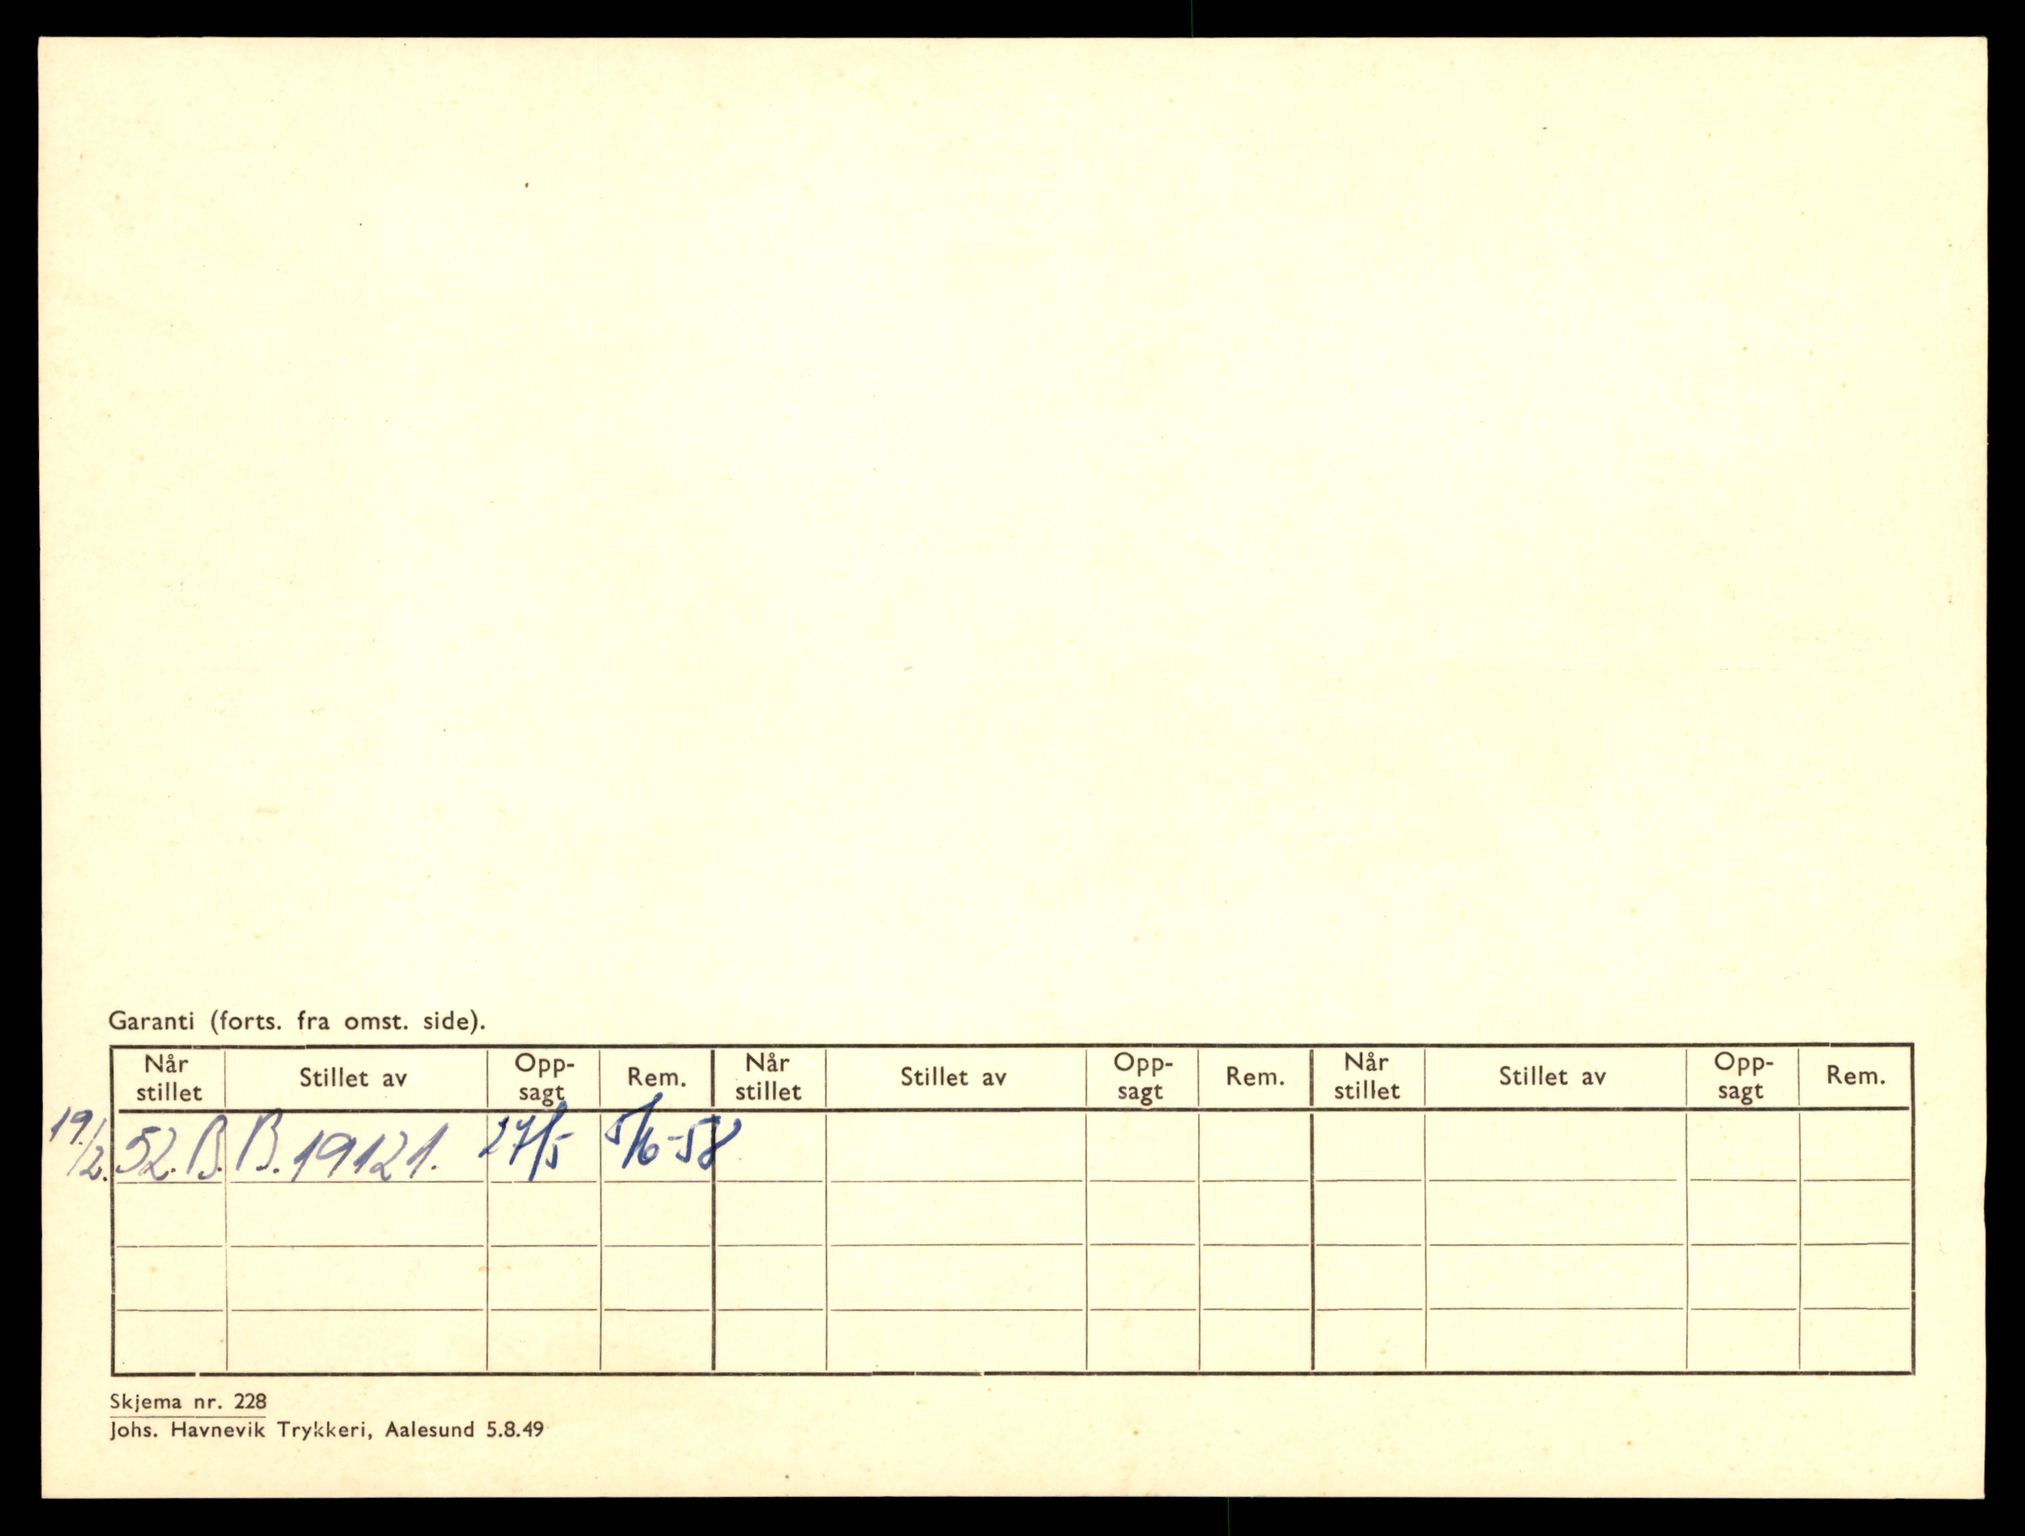 Garanti (forts. fra omst. side).
Når stillet Stillet av Opp-sagt Rem. Når stillet Stillet av Opp-sagt Rem. Når stillet Stillet av Opp-sagt Rem.
19/2. 52. B. B. 19121. 27/5 5/6-58
Skjema nr. 228
Johs. Havnevik Trykkeri, Aalesund 5.8.49